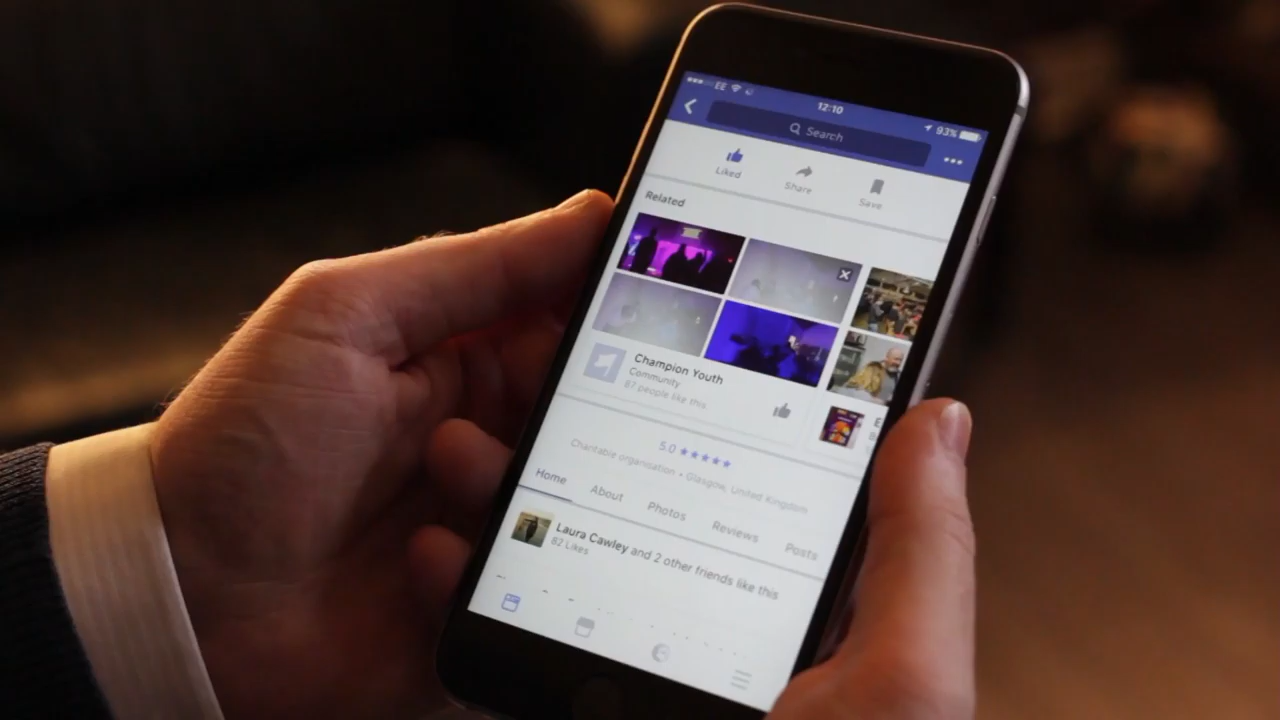 EE 12:10 93%
Search
Liked Share Save
Related
Champion Youth
Community
87 people like this
5.0
Charitable organisation • Glasgow, United Kingdom
Home About Photos Reviews Posts
Laura Cawley and 2 other friends like this
82 Likes